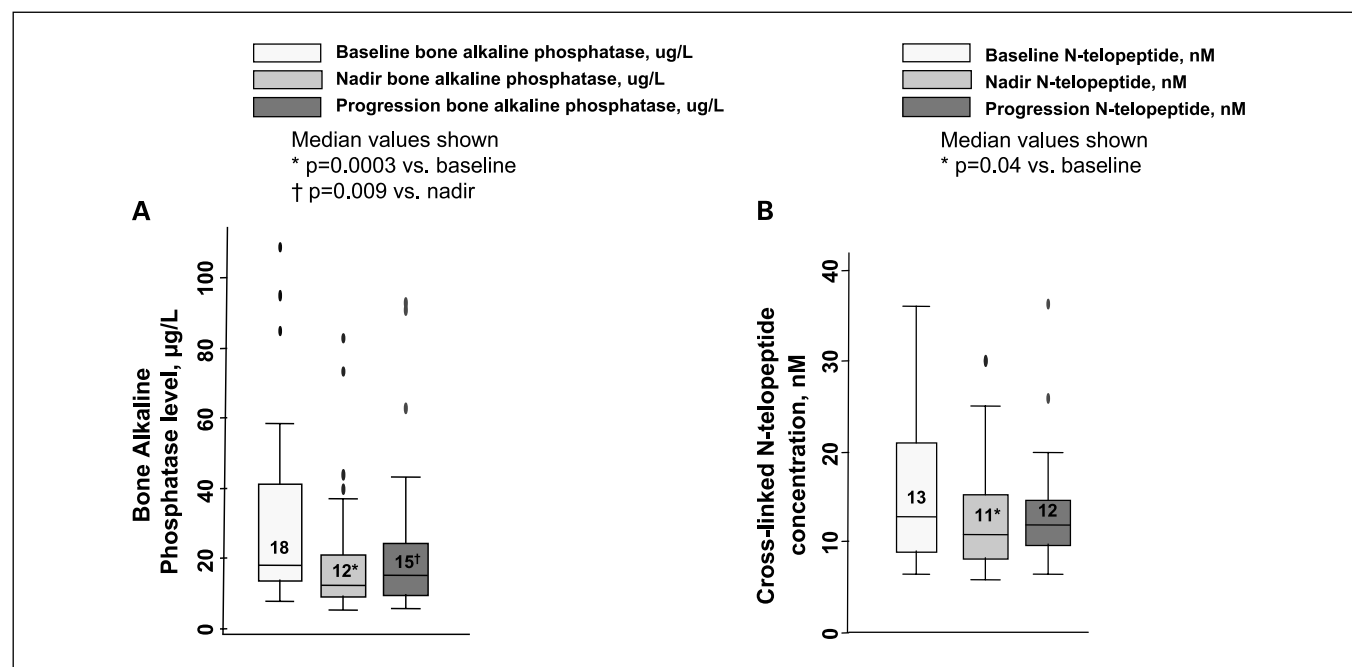 Baseline bone alkaline phosphatase, ug/L
Nadir bone alkaline phosphatase, ug/L
Progression bone alkaline phosphatase, ug/L
Median values shown
* p=0.0003 vs. baseline
† p=0.009 vs. nadir
A
Bone Alkaline
Phosphatase level, µg/L
100
80
60
40
20
0
18
12*
15†
Baseline N-telopeptide, nM
Nadir N-telopeptide, nM
Progression N-telopeptide, nM
Median values shown
* p=0.04 vs. baseline
B
Cross-linked N-telopeptide
concentration, nM
40
30
20
10
0
13
11*
12